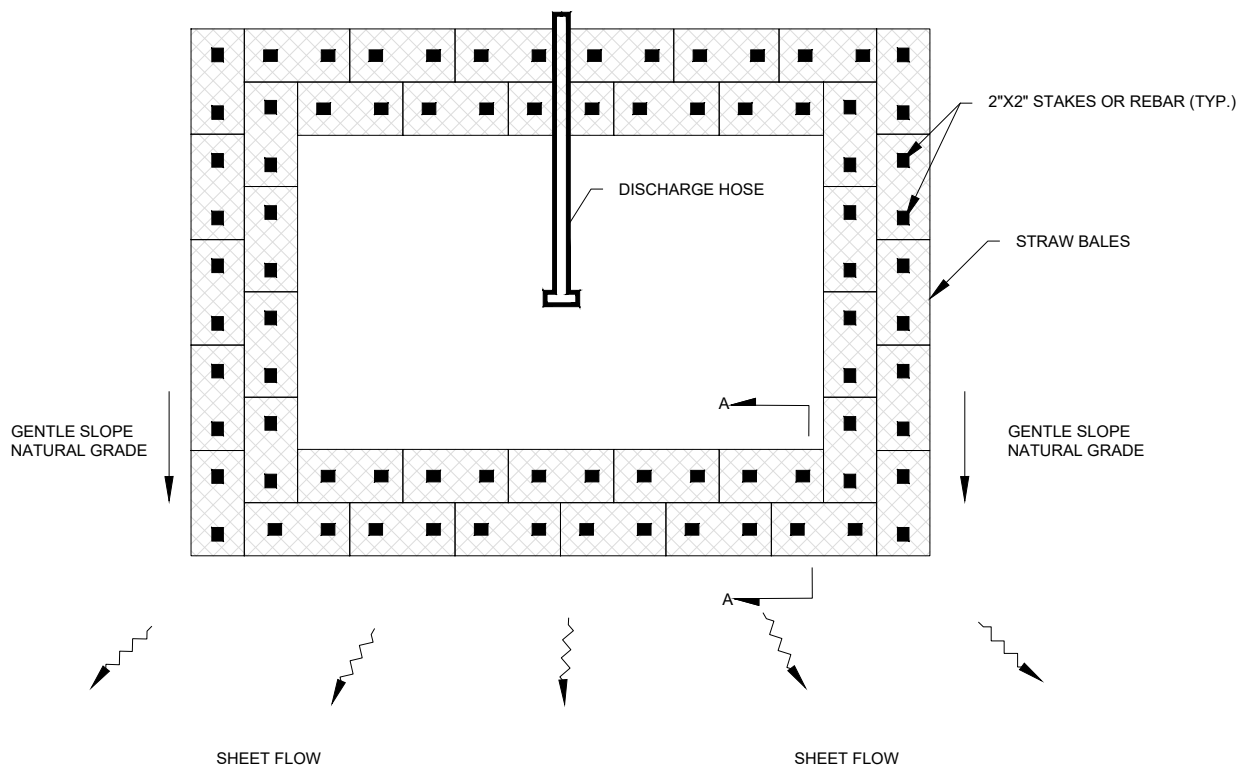 2"X2" STAKES OR REBAR (TYP.)
DISCHARGE HOSE
STRAW BALES
A
GENTLE SLOPE
NATURAL GRADE
GENTLE SLOPE
NATURAL GRADE
A
SHEET FLOW
SHEET FLOW